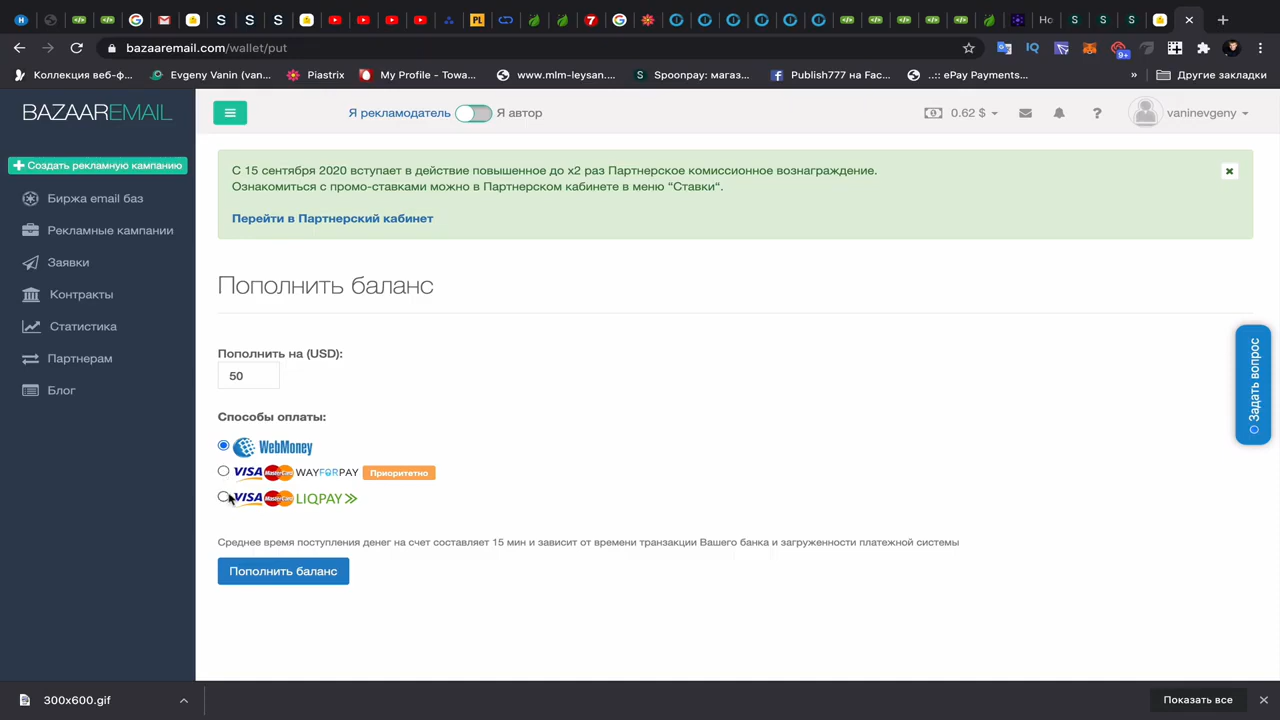 Ho
bazaaremail.com/wallet/put
9+
Коллекция веб-ф...
Evgeny Vanin (van...
Piastrix
My Profile - Towa...
www.mlm-leysan...
Spoonpay: магаз...
Publish777 на Fac...
..:: ePay Payments...
»
Другие закладки
BAZAAREMAIL
Я рекламодатель
Я автор
0.62 $
?
vaninevgeny
Создать рекламную кампанию
Биржа email баз
Рекламные кампании
Заявки
Контракты
Статистика
Партнерам
Блог
С 15 сентября 2020 вступает в действие повышенное до x2 раз Партнерское комиссионное вознаграждение.
Ознакомиться с промо-ставками можно в Партнерском кабинете в меню “Ставки“.
Перейти в Партнерский кабинет
Пополнить баланс
Пополнить на (USD):
50
Способы оплаты:
WebMoney
VISA MasterCard WAYFORPAY Приоритетно
VISA MasterCard LIQPAY
Среднее время поступления денег на счет составляет 15 мин и зависит от времени транзакции Вашего банка и загруженности платежной системы
Пополнить баланс
Задать вопрос
300x600.gif
Показать все